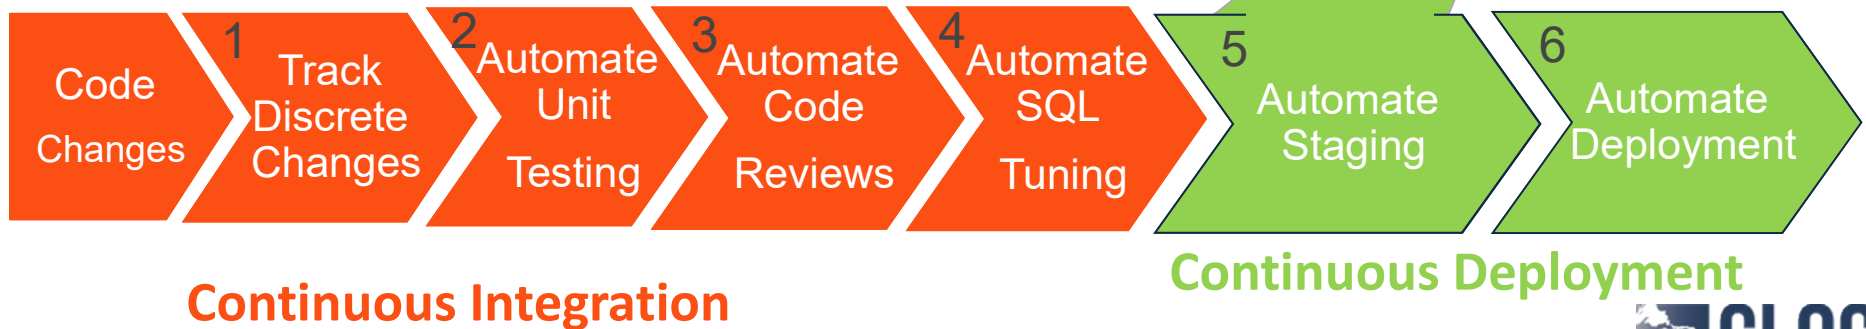 Code
Changes
1
Track
Discrete
Changes
2
Automate
Unit
Testing
3
Automate
Code
Reviews
4
Automate
SQL
Tuning
5
Automate
Staging
6
Automate
Deployment
Continuous Integration
Continuous Deployment